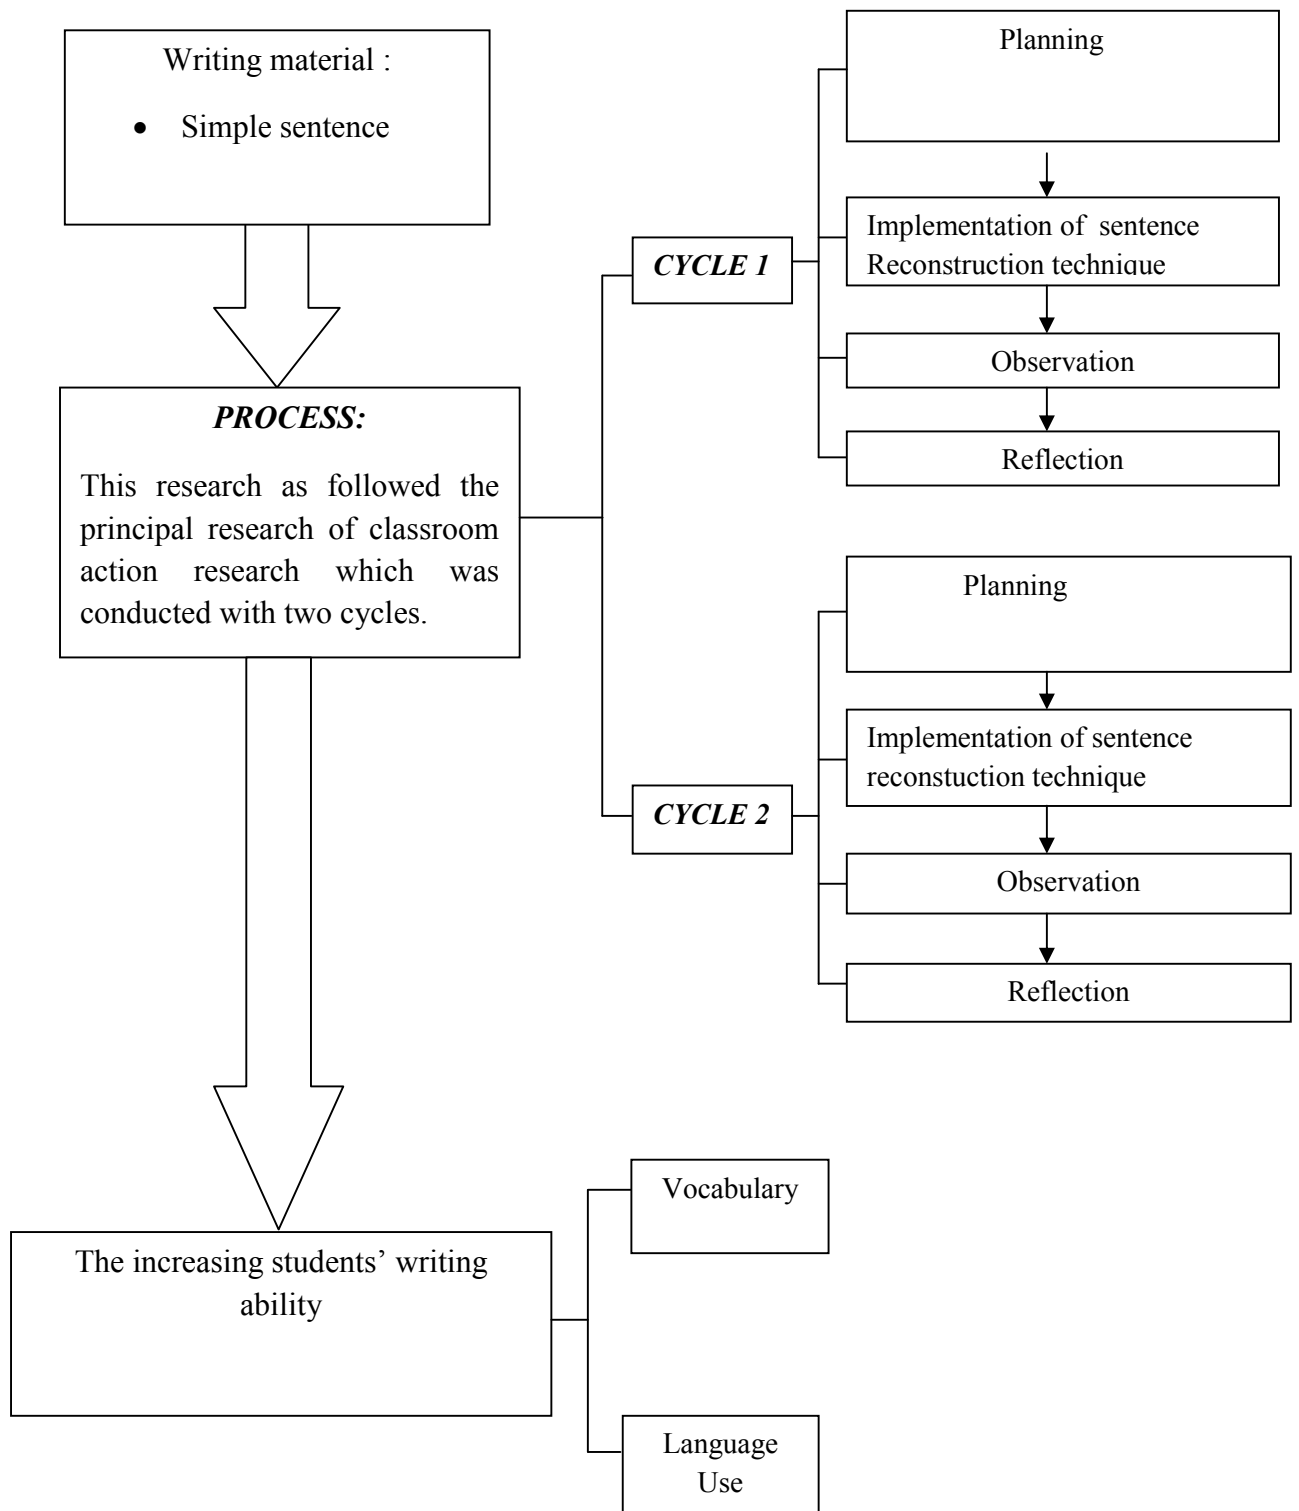 Writing material :
• Simple sentence
PROCESS:
This research as followed the
principal research of classroom
action research which was
conducted with two cycles.
CYCLE 1
Planning
Implementation of sentence
Reconstruction technique
Observation
Reflection
CYCLE 2
Planning
Implementation of sentence
reconstuction technique
Observation
Reflection
The increasing students’ writing
ability
Vocabulary
Language
Use